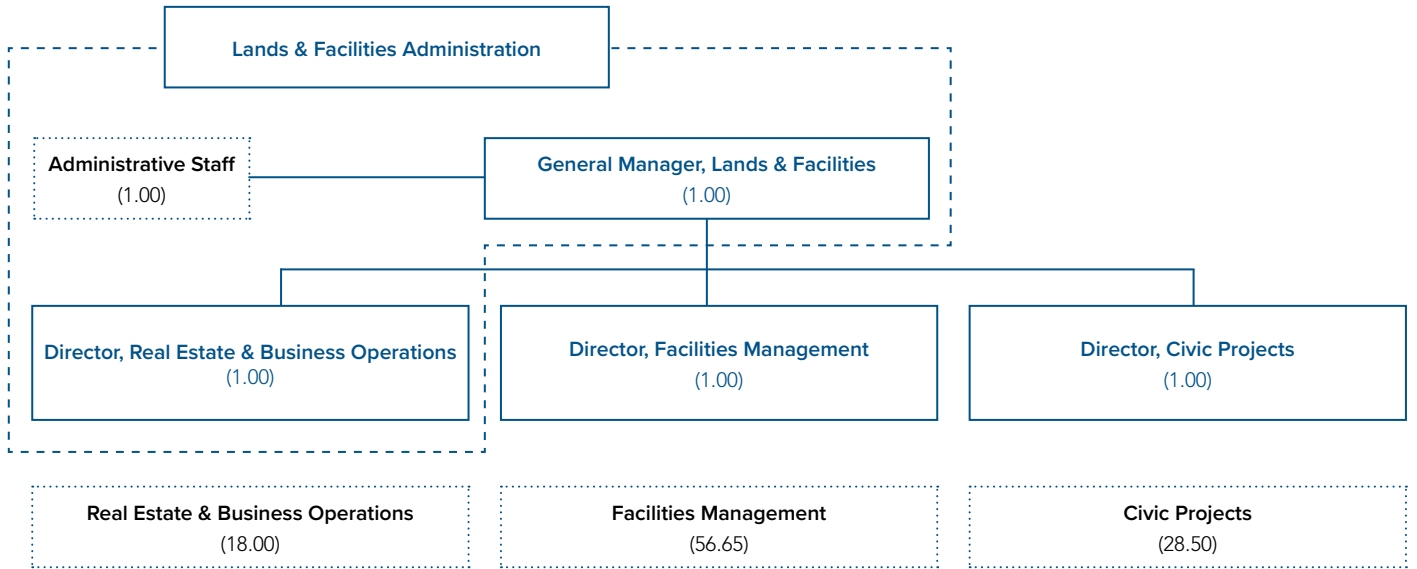 Lands & Facilities Administration
Administrative Staff
(1.00)
General Manager, Lands & Facilities
(1.00)
Director, Real Estate & Business Operations
(1.00)
Director, Facilities Management
(1.00)
Director, Civic Projects
(1.00)
Real Estate & Business Operations
(18.00)
Facilities Management
(56.65)
Civic Projects
(28.50)